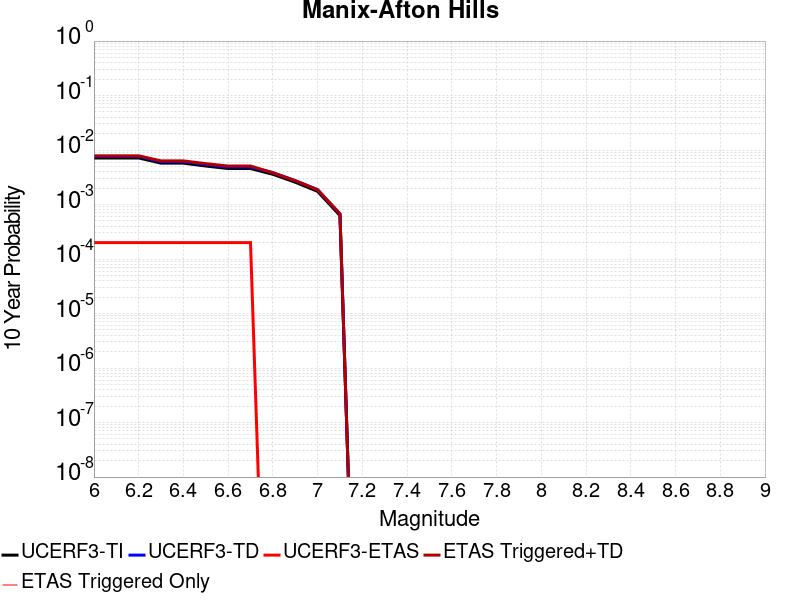 Manix-Afton Hills
10 Year Probability
10^0
10^-1
10^-2
10^-3
10^-4
10^-5
10^-6
10^-7
10^-8
6 6.2 6.4 6.6 6.8 7 7.2 7.4 7.6 7.8 8 8.2 8.4 8.6 8.8 9
Magnitude
UCERF3-TI UCERF3-TD UCERF3-ETAS ETAS Triggered+TD
ETAS Triggered Only